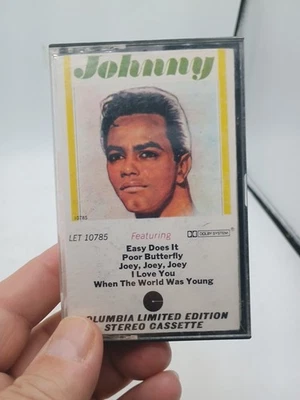 Johnny
10785
LET 10785
Featuring
DOLBY SYSTEM
Easy Does It
Poor Butterfly
Joey, Joey, Joey
I Love You
When The World Was Young
COLUMBIA LIMITED EDITION
STEREO CASSETTE